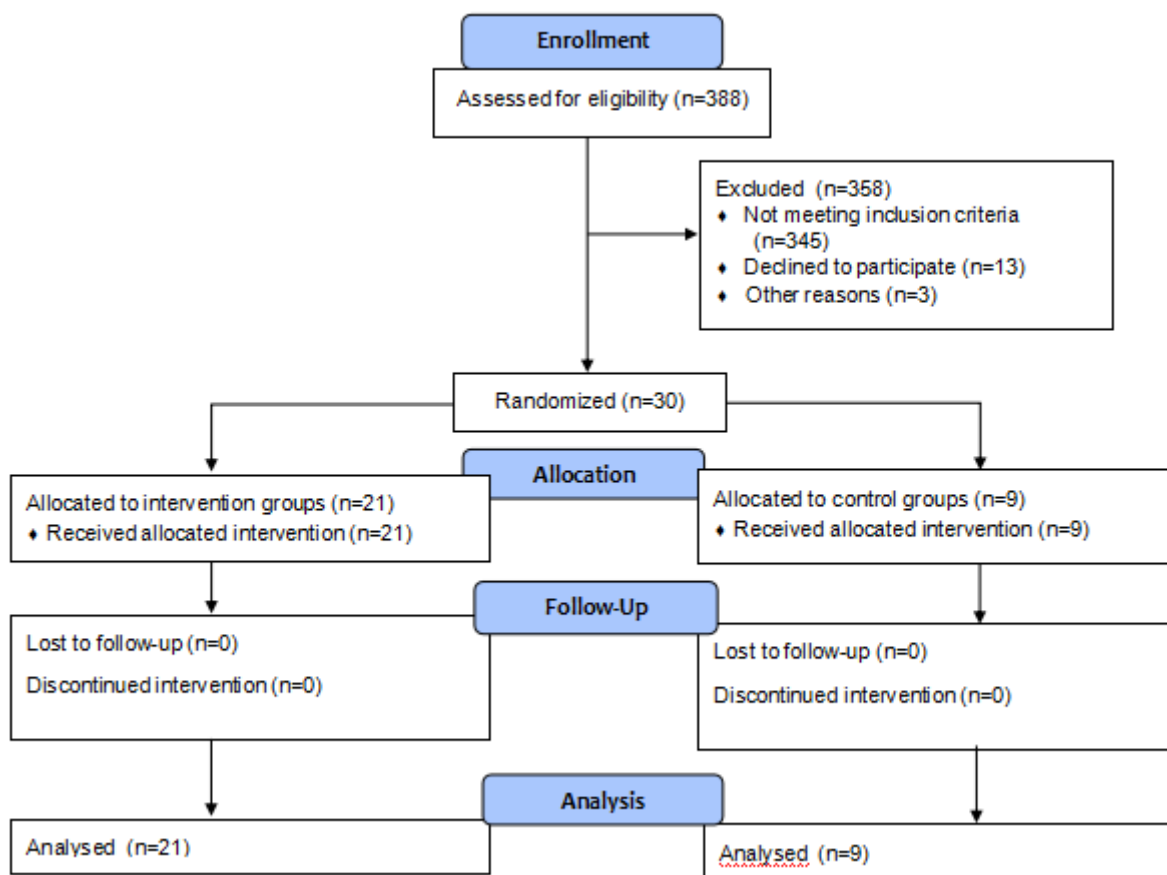 Enrollment
Assessed for eligibility (n=388)
Excluded (n=358)
♦ Not meeting inclusion criteria
(n=345)
♦ Declined to participate (n=13)
♦ Other reasons (n=3)
Randomized (n=30)
Allocation
Allocated to intervention groups (n=21)
♦ Received allocated intervention (n=21)
Allocated to control groups (n=9)
♦ Received allocated intervention (n=9)
Follow-Up
Lost to follow-up (n=0)
Discontinued intervention (n=0)
Lost to follow-up (n=0)
Discontinued intervention (n=0)
Analysis
Analysed (n=21)
Analysed (n=9)